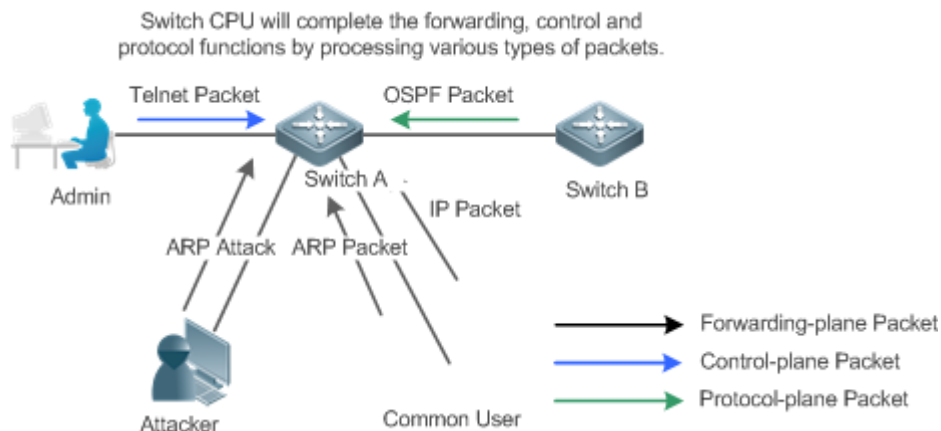 Switch CPU will complete the forwarding, control and
protocol functions by processing various types of packets.
Telnet Packet
OSPF Packet
Admin
Switch A
Switch B
IP Packet
ARP Attack
ARP Packet
Forwarding-plane Packet
Control-plane Packet
Protocol-plane Packet
Attacker
Common User